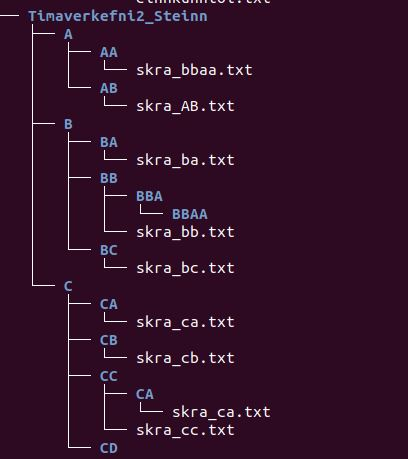 Timaverkefni2_Steinn
A
AA
skra_bbaa.txt
AB
skra_AB.txt
B
BA
skra_ba.txt
BB
BBA
BBAA
skra_bb.txt
BC
skra_bc.txt
C
CA
skra_ca.txt
CB
skra_cb.txt
CC
CA
skra_ca.txt
skra_cc.txt
CD